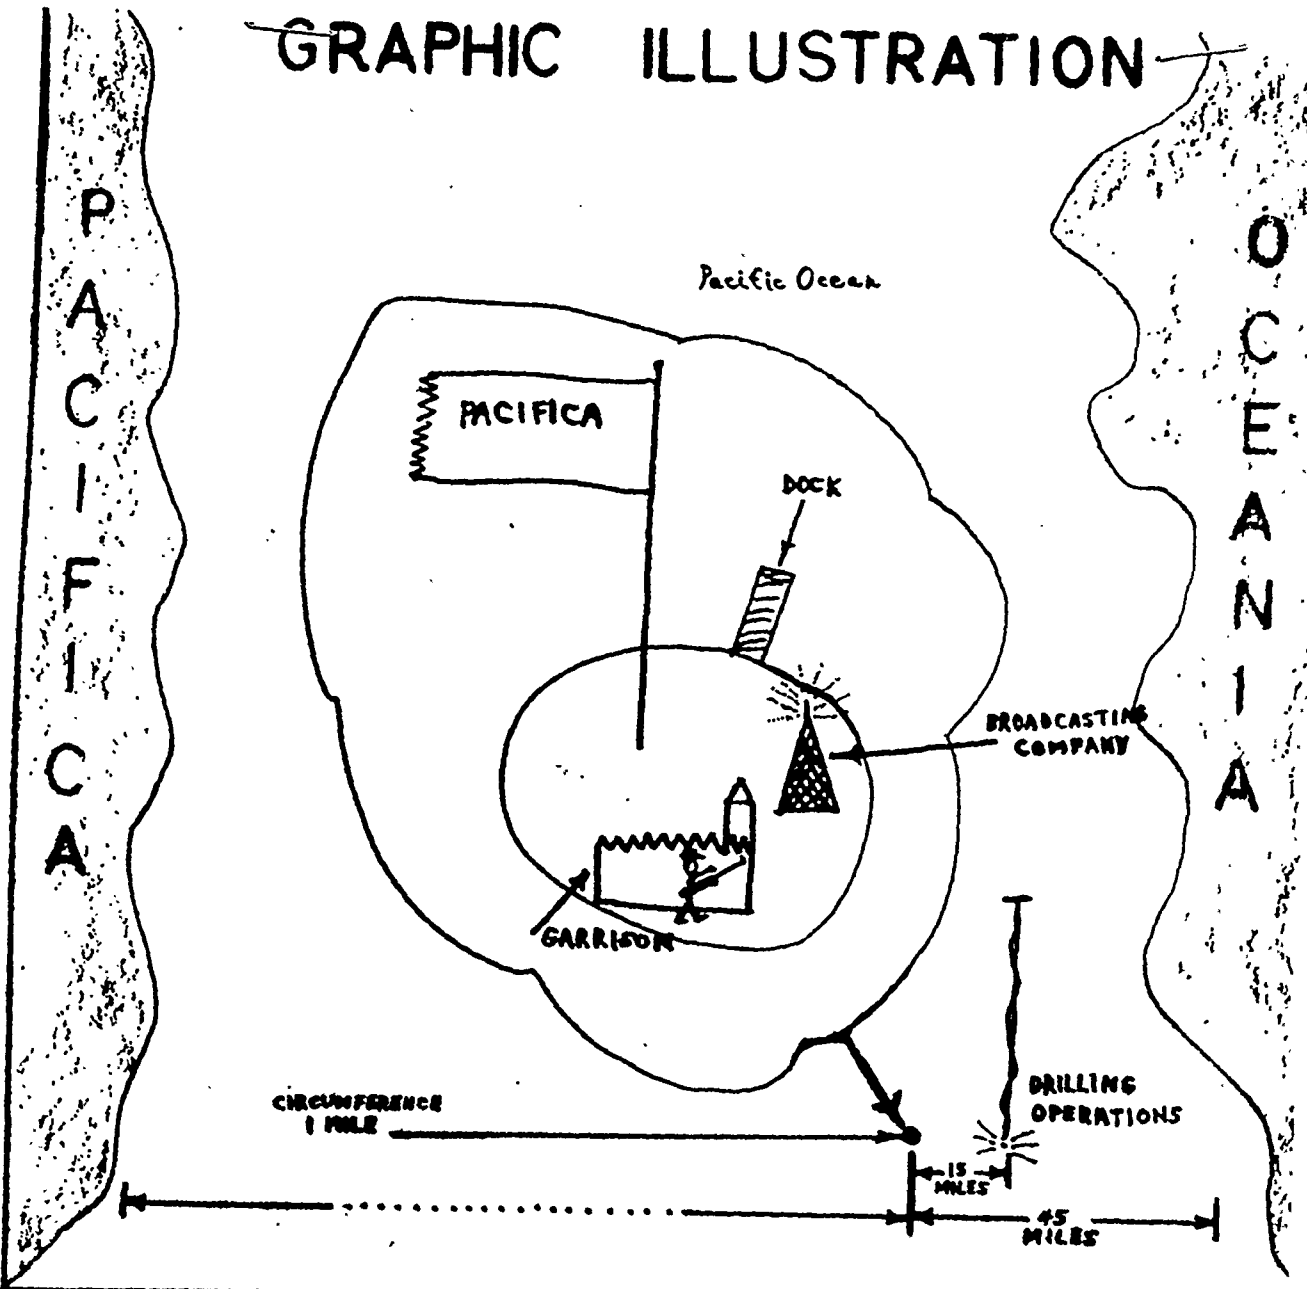 GRAPHIC ILLUSTRATION
PACIFICA
OCEANIA
Pacific Ocean
PACIFICA
DOCK
BROADCASTING
COMPANY
GARRISON
DRILLING
OPERATIONS
CIRCUMFERENCE
1 MILE
15
MILES
45
MILES